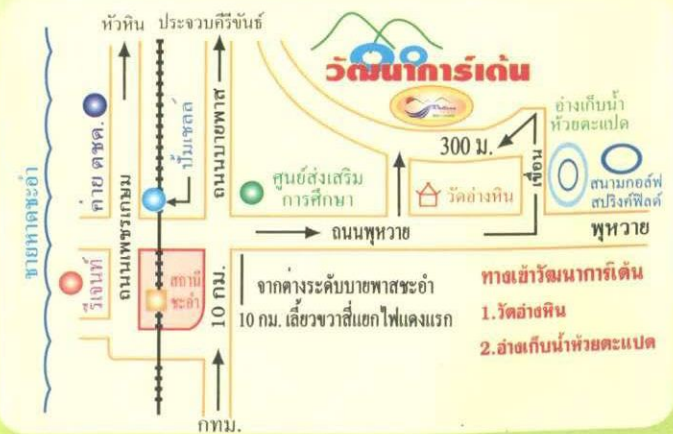 หัวหิน ประจวบคีรีขันธ์
วัฒนาการ์เด้น
ชายหาดชะอำ
ค่าย ตชด.
ถนนเพชรเกษม
ปั้มเชลล์
ถนนบายพาส
ศูนย์ส่งเสริม
การศึกษา
300 ม.
วัดอ่างหิน
เขื่อน
อ่างเก็บน้ำ
ห้วยตะแปด
สนามกอล์ฟ
สปริงค์ฟิลด์
ถนนพุหวาย
พุหวาย
รีเจนท์
สถานี
ชะอำ
10 กม.
จากต่างระดับบายพาสชะอำ
10 กม. เลี้ยวขวาสี่แยกไฟแดงแรก
ทางเข้าวัฒนาการ์เด้น
1.วัดอ่างหิน
2.อ่างเก็บน้ำห้วยตะแปด
กทม.